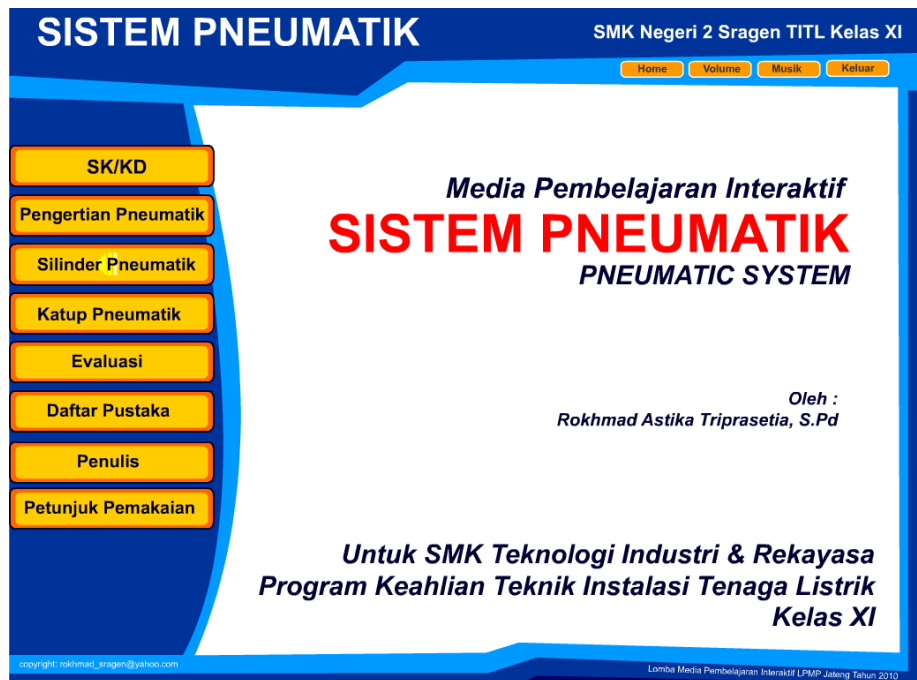 SISTEM PNEUMATIK
SMK Negeri 2 Sragen TITL Kelas XI
Home
Volume
Musik
Keluar
SK/KD
Pengertian Pneumatik
Silinder Pneumatik
Katup Pneumatik
Evaluasi
Daftar Pustaka
Penulis
Petunjuk Pemakaian
Media Pembelajaran Interaktif
SISTEM PNEUMATIK
PNEUMATIC SYSTEM
Oleh :
Rokhmad Astika Triprasetia, S.Pd
Untuk SMK Teknologi Industri & Rekayasa
Program Keahlian Teknik Instalasi Tenaga Listrik
Kelas XI
copyright: rokhmad_sragen@yahoo.com
Lomba Media Pembelajaran Interaktif LPMP Jateng Tahun 2010